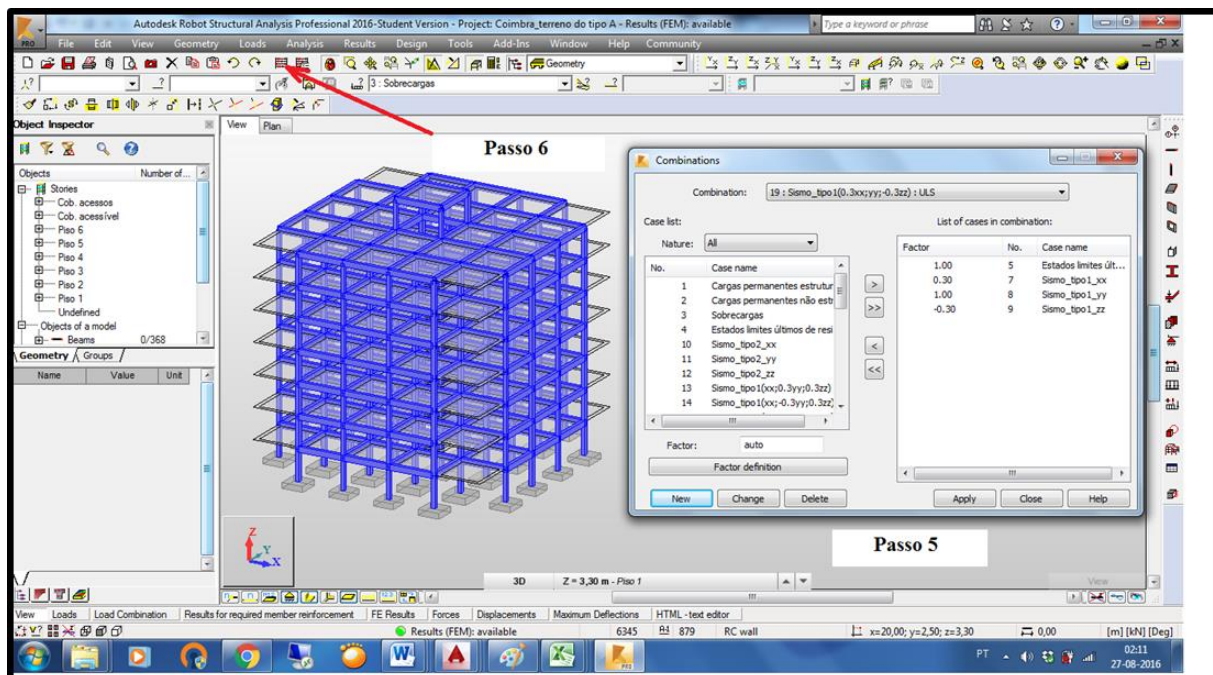 Autodesk Robot Structural Analysis Professional 2016-Student Version - Project: Coimbra_terreno do tipo A - Results (FEM): available
Type a keyword or phrase
PRO
File Edit View Geometry Loads Analysis Results Design Tools Add-Ins Window Help Community
Geometry
3 : Sobrecargas
Object Inspector
View Plan
Passo 6
Objects Number of...
Stories
Cob. acessos
Cob. acessível
Piso 6
Piso 5
Piso 4
Piso 3
Piso 2
Piso 1
Undefined
Objects of a model
Beams 0/368
Geometry Groups
Name Value Unit
Combinations
Combination: 19 : Sismo_tipo1(0.3xx;yy;-0.3zz) : ULS
Case list:
Nature: All
No. Case name
1 Cargas permanentes estrutur
2 Cargas permanentes não estr
3 Sobrecargas
4 Estados limites últimos de resi
10 Sismo_tipo2_xx
11 Sismo_tipo2_yy
12 Sismo_tipo2_zz
13 Sismo_tipo1(xx;0.3yy;0.3zz)
14 Sismo_tipo1(xx;-0.3yy;0.3zz)
>
>>
<
<<
List of cases in combination:
Factor No. Case name
1.00 5 Estados limites últ...
0.30 7 Sismo_tipo1_xx
1.00 8 Sismo_tipo1_yy
-0.30 9 Sismo_tipo1_zz
Factor: auto
Factor definition
New Change Delete
Apply Close Help
Passo 5
Z
Y
X
3D Z = 3,30 m - Piso 1
View
View Loads Load Combination Results for required member reinforcement FE Results Forces Displacements Maximum Deflections HTML -text editor
Results (FEM): available 6345 879 RC wall x=20,00; y=2,50; z=3,30 0,00 [m] [kN] [Deg]
PT 02:11
27-08-2016